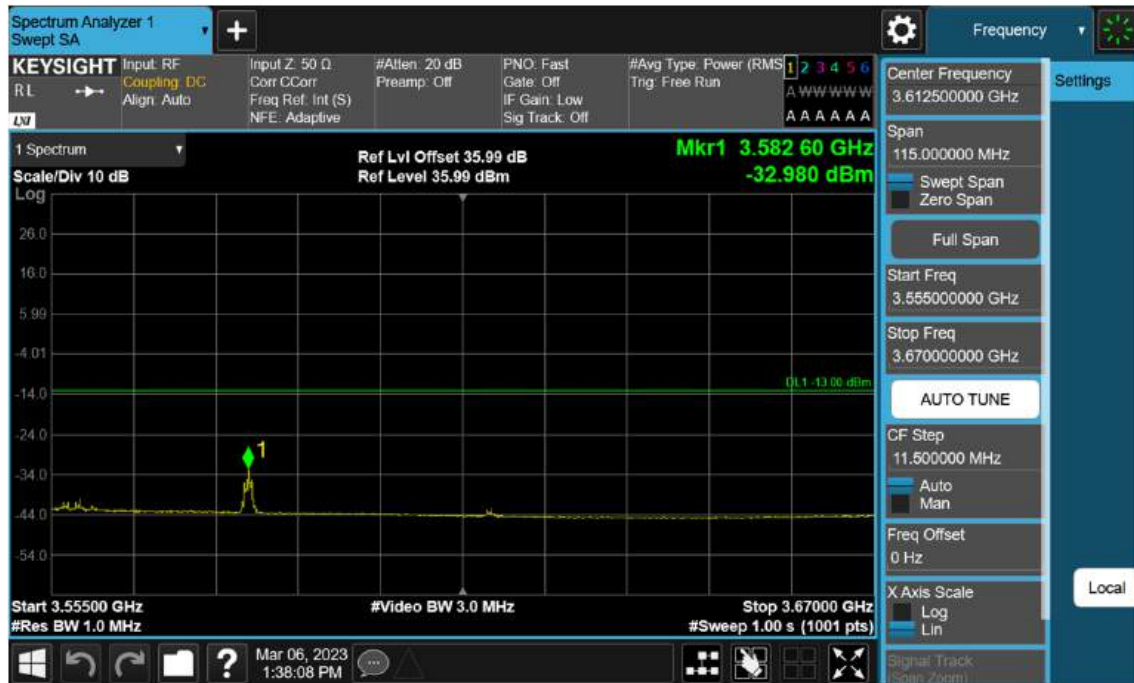 Spectrum Analyzer 1
Swept SA
+
Frequency
KEYSIGHT
RL
LXI
Input: RF
Coupling: DC
Align: Auto
Input Z: 50 Ω
Corr CCorr
Freq Ref: Int (S)
NFE: Adaptive
#Atten: 20 dB
Preamp: Off
PNO: Fast
Gate: Off
IF Gain: Low
Sig Track: Off
#Avg Type: Power (RMS
Trig: Free Run
1 2 3 4 5 6
A W W W W W
A A A A A A
1 Spectrum
Scale/Div 10 dB
Log
Ref Lvl Offset 35.99 dB
Ref Level 35.99 dBm
Mkr1 3.582 60 GHz
-32.980 dBm
26.0
16.0
5.99
-4.01
-14.0
-24.0
-34.0
-44.0
-54.0
DL1 -13.00 dBm
1
Start 3.55500 GHz
#Res BW 1.0 MHz
#Video BW 3.0 MHz
Stop 3.67000 GHz
#Sweep 1.00 s (1001 pts)
Center Frequency
3.612500000 GHz
Span
115.000000 MHz
Swept Span
Zero Span
Full Span
Start Freq
3.555000000 GHz
Stop Freq
3.670000000 GHz
AUTO TUNE
CF Step
11.500000 MHz
Auto
Man
Freq Offset
0 Hz
X Axis Scale
Log
Lin
Signal Track
(Span Zoom)
Settings
Local
?
Mar 06, 2023
1:38:08 PM